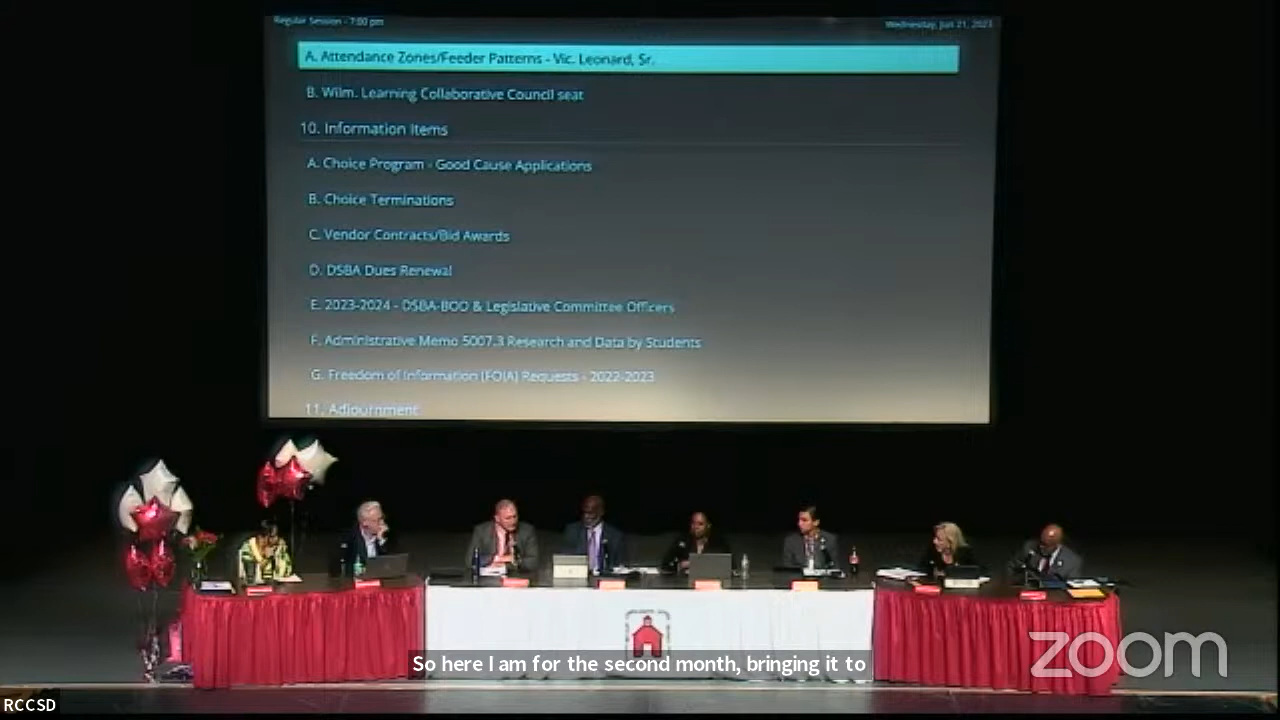 Regular Session - 7:00 pm
Wednesday, Jun 21, 2023
A. Attendance Zones/Feeder Patterns - Vic. Leonard, Sr.
B. Wilm. Learning Collaborative Council seat
10. Information Items
A. Choice Program - Good Cause Applications
B. Choice Terminations
C. Vendor Contracts/Bid Awards
D. DSBA Dues Renewal
E. 2023-2024 - DSBA-BOD & Legislative Committee Officers
F. Administrative Memo 5007.3 Research and Data by Students
G. Freedom of Information (FOIA) Requests - 2022-2023
11. Adjournment
So here I am for the second month, bringing it to
zoom
RCCSD